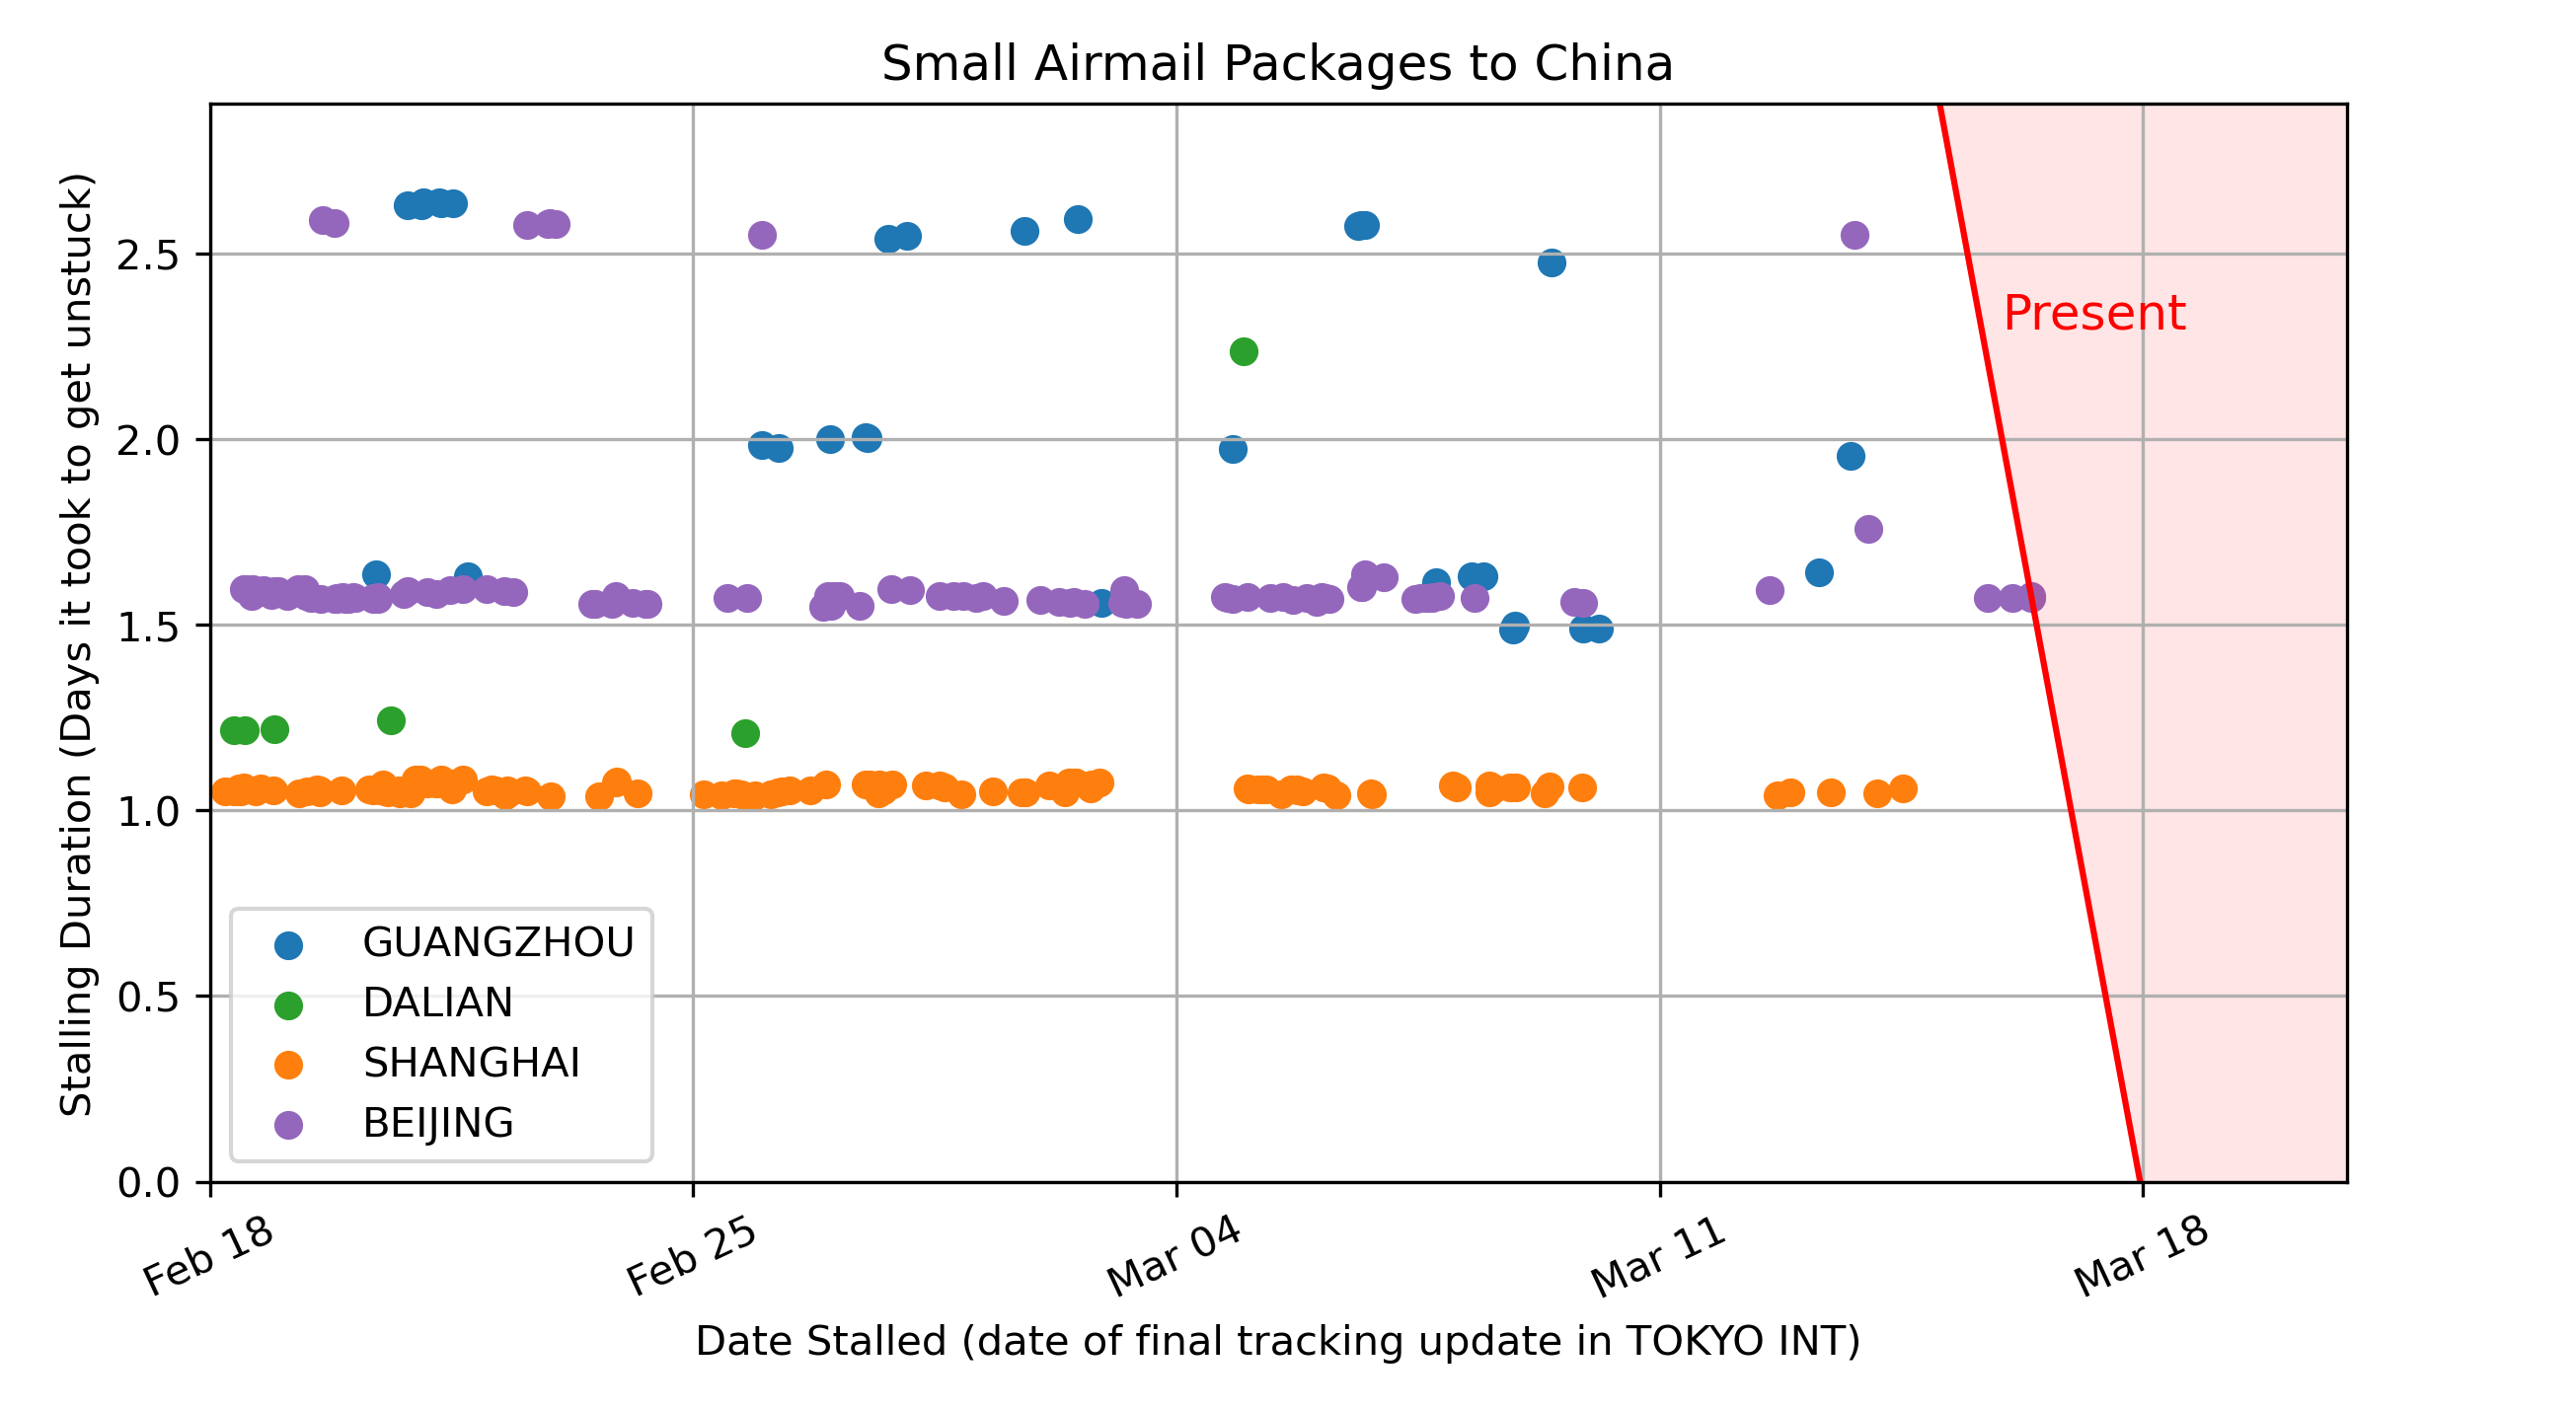 Small Airmail Packages to China
Stalling Duration (Days it took to get unstuck)
2.5
2.0
1.5
1.0
0.5
0.0
Present
GUANGZHOU
DALIAN
SHANGHAI
BEIJING
Feb 18
Feb 25
Mar 04
Mar 11
Mar 18
Date Stalled (date of final tracking update in TOKYO INT)